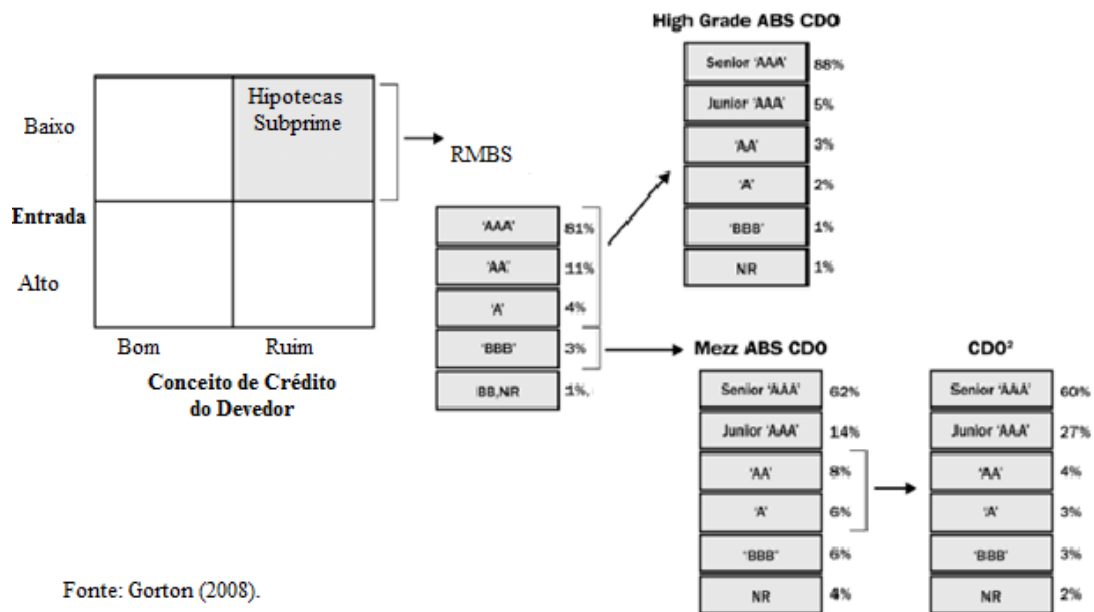 High Grade ABS CDO
Senior 'AAA' 88%
Junior 'AAA' 5%
'AA' 3%
'A' 2%
'BBB' 1%
NR 1%
Hipotecas
Subprime
Baixo
Entrada
Alto
Bom Ruim
Conceito de Crédito
do Devedor
RMBS
'AAA' 81%
'AA' 11%
'A' 4%
'BBB' 3%
BB,NR 1%
Mezz ABS CDO
Senior 'AAA' 62%
Junior 'AAA' 14%
'AA' 8%
'A' 6%
'BBB' 6%
NR 4%
CDO²
Senior 'AAA' 60%
Junior 'AAA' 27%
'AA' 4%
'A' 3%
'BBB' 3%
NR 2%
Fonte: Gorton (2008).